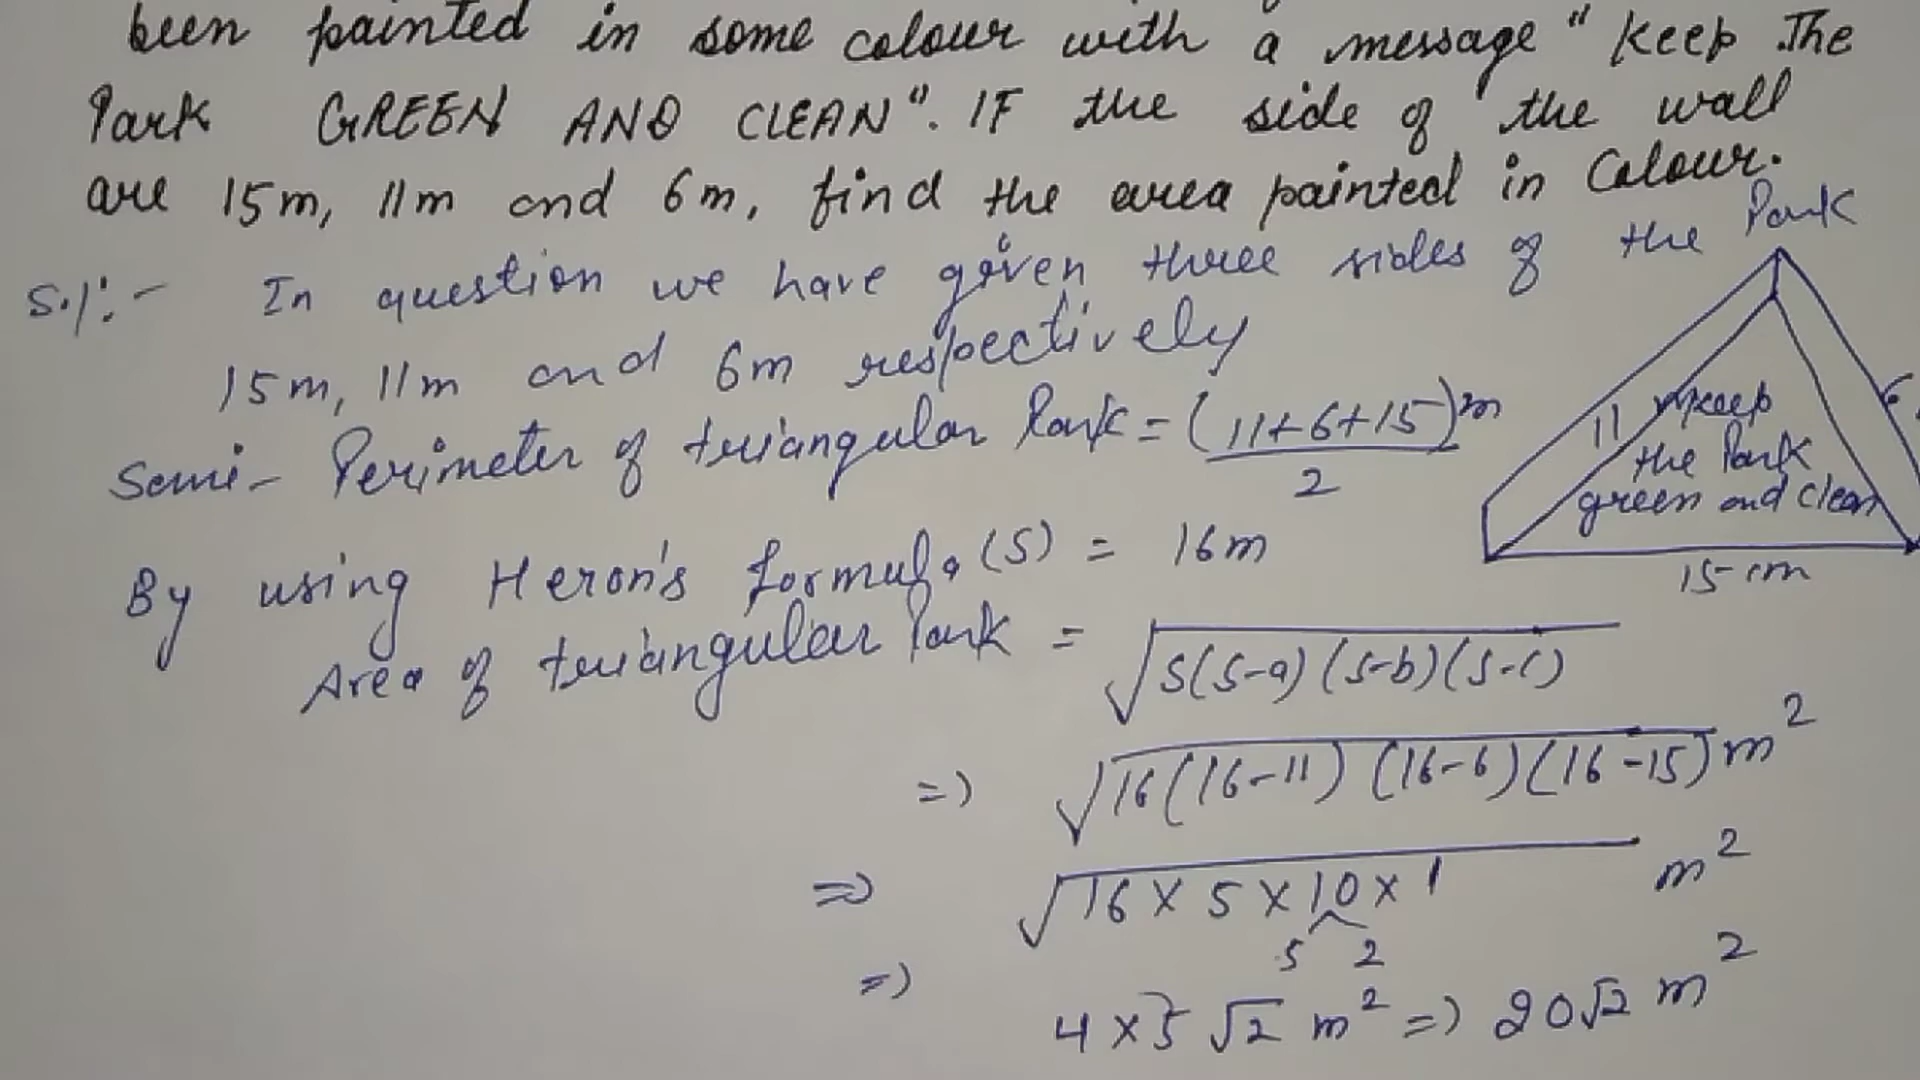 been painted in some colour with a message "Keep The
Park GREEN AND CLEAN". IF the side of the wall
are 15m, 11m and 6m, find the area painted in Colour.
Sol:- In question we have given three sides of the Park
15m, 11m and 6m respectively
Semi-Perimeter of triangular Park = (11+6+15)/2 m
By using Heron's formula (S) = 16m
Area of triangular Park = √S(S-a)(S-b)(S-c)
=) √16(16-11)(16-6)(16-15) m²
=) √16×5×10×1 m²
5 2
=) 4×5√2 m² =) 20√2 m²
11
6
keep
the Park
green and clean
15 cm